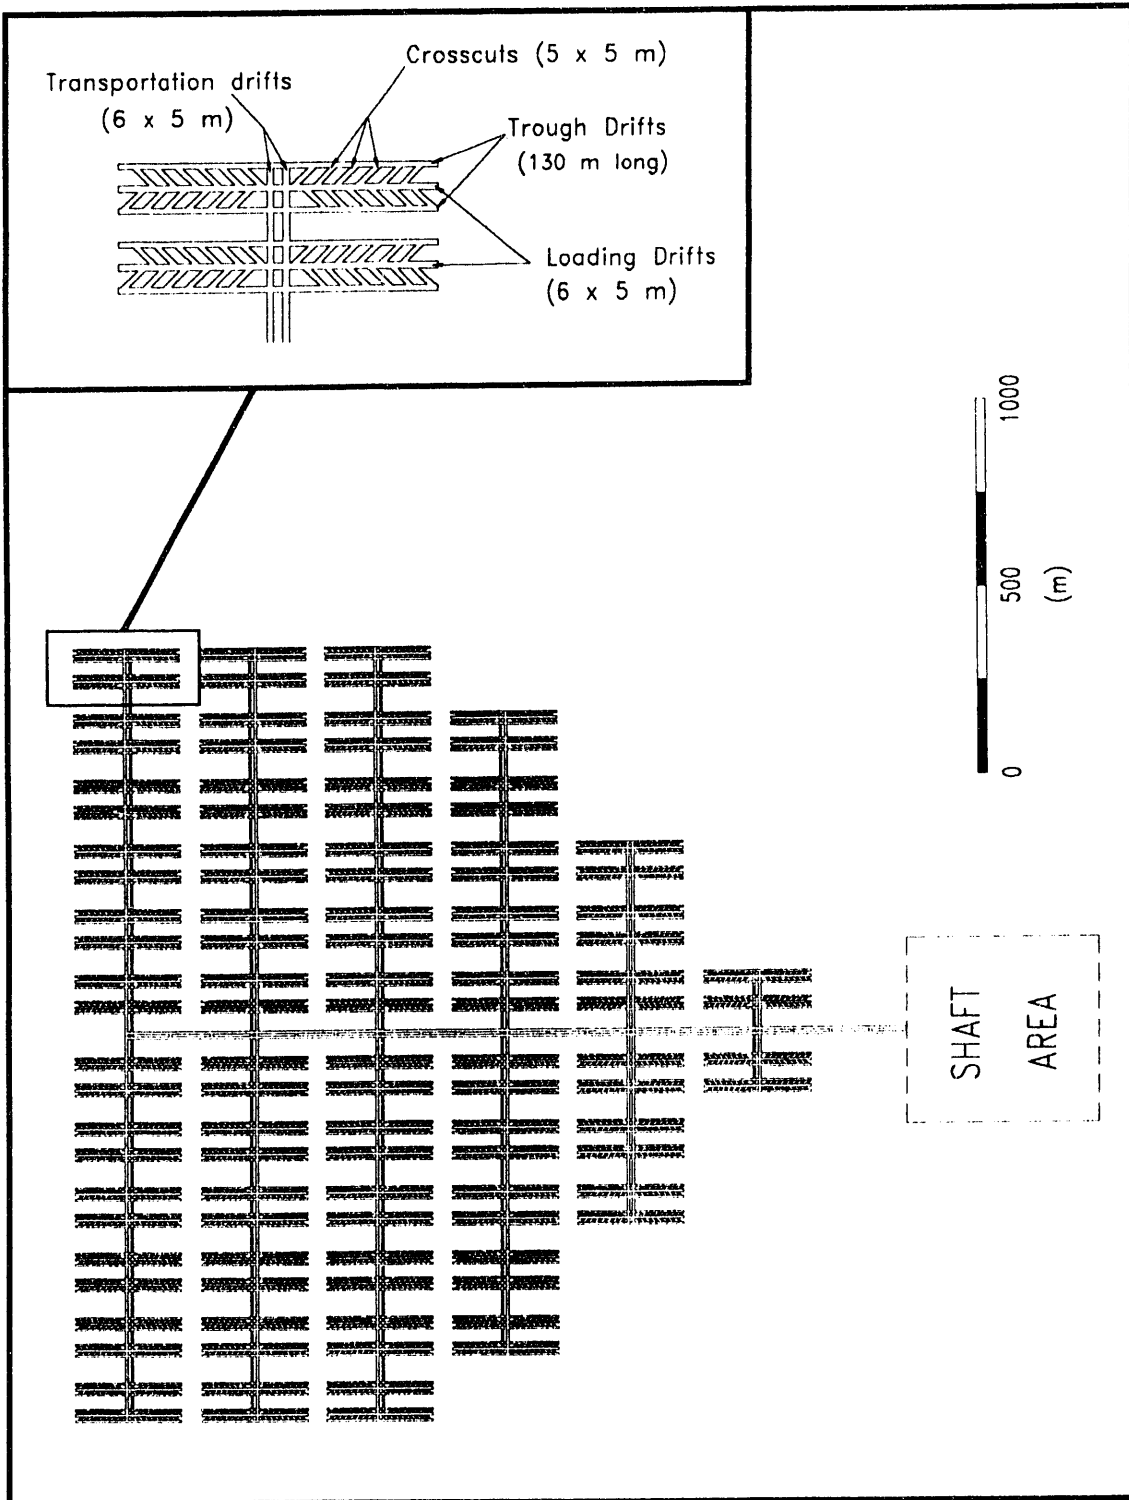 Crosscuts (5 x 5 m)
Transportation drifts
(6 x 5 m)
Trough Drifts
(130 m long)
Loading Drifts
(6 x 5 m)
1000
500
(m)
0
SHAFT
AREA